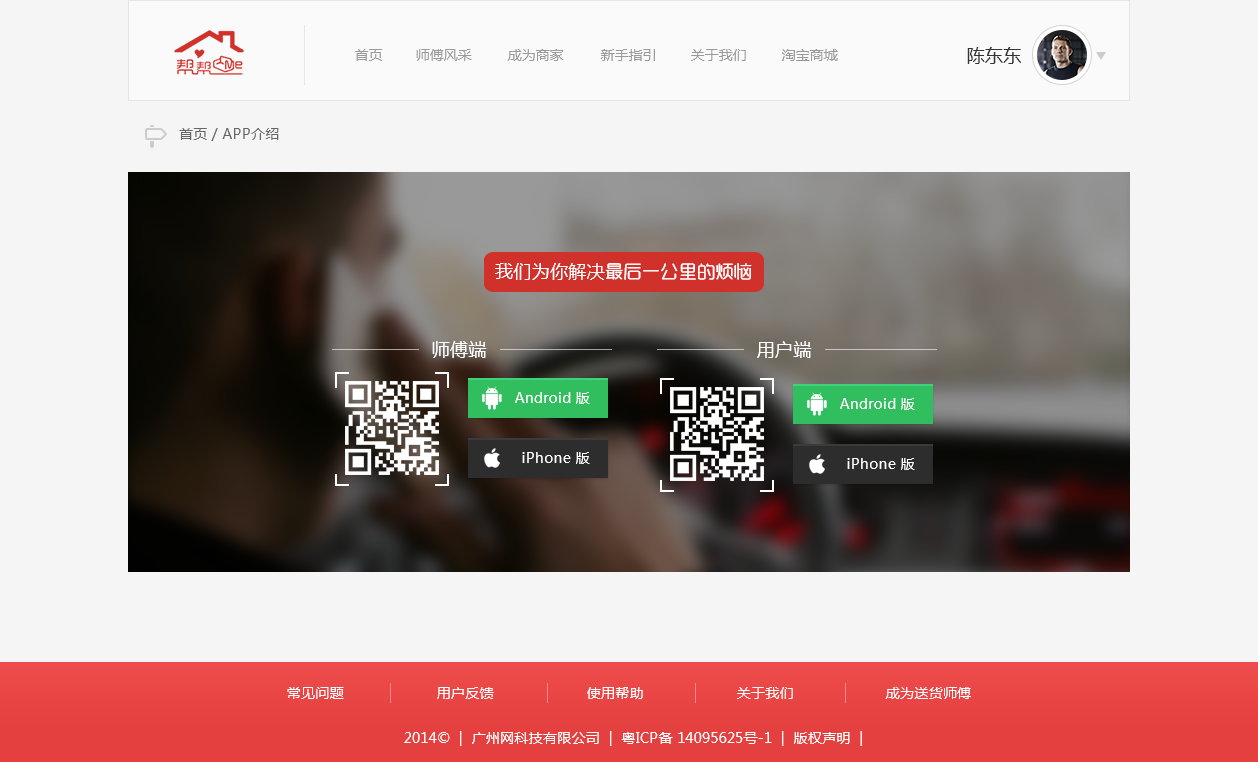 帮帮Me
首页 师傅风采 成为商家 新手指引 关于我们 淘宝商城 陈东东
首页 / APP介绍
我们为你解决最后一公里的烦恼
师傅端 用户端
Android 版 Android 版
iPhone 版 iPhone 版
常见问题 用户反馈 使用帮助 关于我们 成为送货师傅
2014© | 广州网科技有限公司 | 粤ICP备 14095625号-1 | 版权声明 |